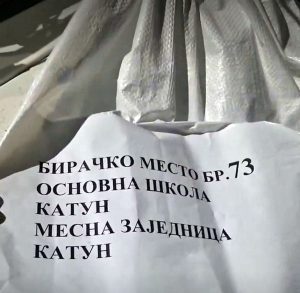 БИРАЧКО МЕСТО БР.73
ОСНОВНА ШКОЛА
КАТУН
МЕСНА ЗАЈЕДНИЦА
КАТУН